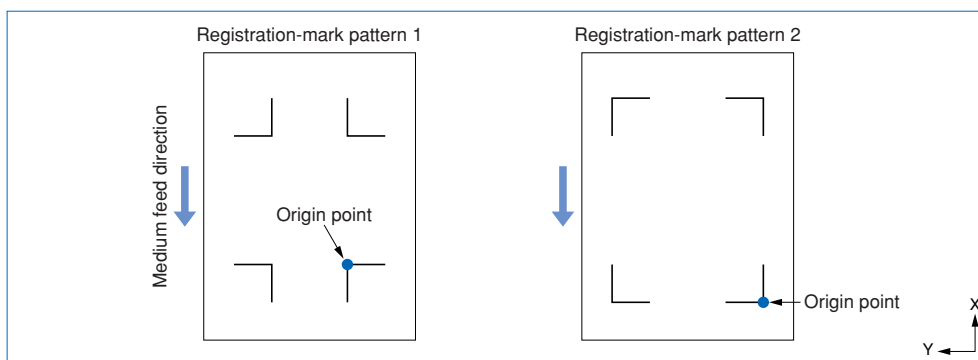 Registration-mark pattern 1
Registration-mark pattern 2
Medium feed direction
Origin point
Origin point
X
Y